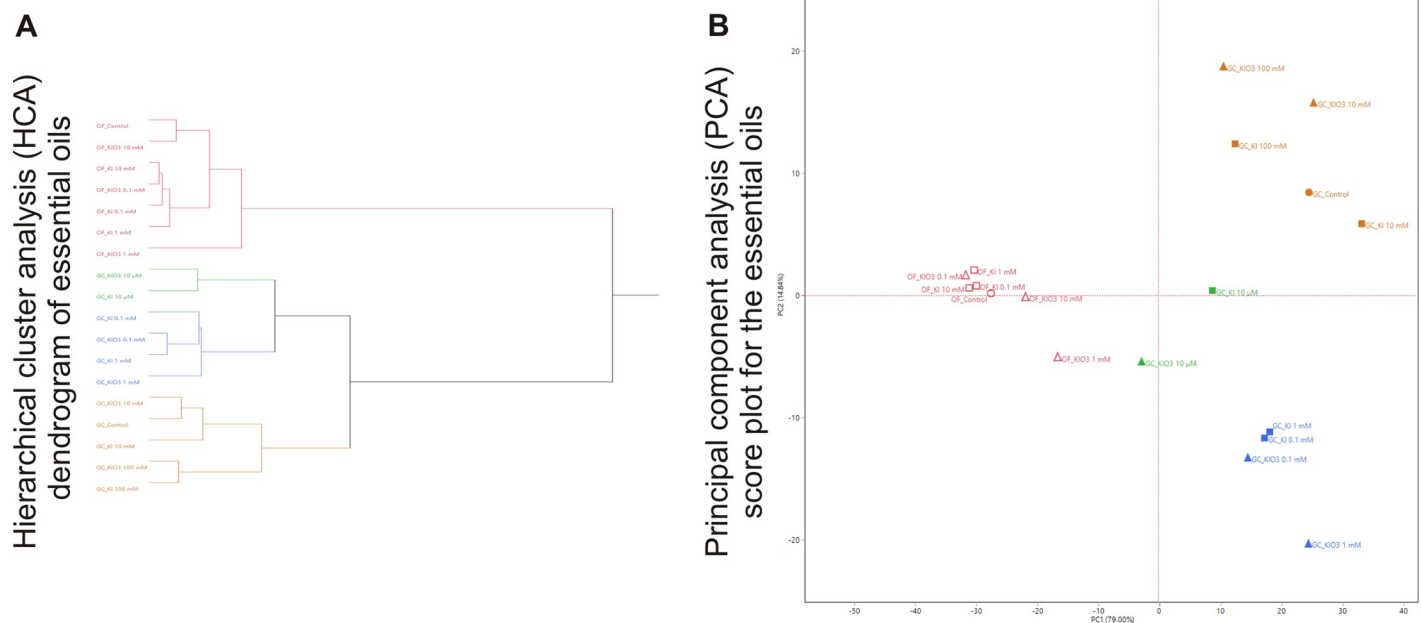 A
Hierarchical cluster analysis (HCA)
dendrogram of essential oils
OF_Control
OF_KIO3 10 mM
OF_KI 10 mM
OF_KIO3 0.1 mM
OF_KI 0.1 mM
OF_KI 1 mM
OF_KIO3 1 mM
GC_KIO3 10 µM
GC_KI 10 µM
GC_KI 0.1 mM
GC_KIO3 0.1 mM
GC_KI 1 mM
GC_KIO3 1 mM
GC_KIO3 10 mM
GC_Control
GC_KI 10 mM
GC_KIO3 100 mM
GC_KI 100 mM
B
Principal component analysis (PCA)
score plot for the essential oils
PC2 (14.84%)
20
10
0
-10
-20
GC_KIO3 100 mM
GC_KIO3 10 mM
GC_KI 100 mM
GC_Control
GC_KI 10 mM
OF_KIO3 0.1 mM
OF_KI 1 mM
OF_KI 10 mM
OF_KI 0.1 mM
OF_Control
OF_KIO3 10 mM
GC_KI 10 µM
OF_KIO3 1 mM
GC_KIO3 10 µM
GC_KI 1 mM
GC_KI 0.1 mM
GC_KIO3 0.1 mM
GC_KIO3 1 mM
-50
-40
-30
-20
-10
0
10
20
30
40
PC1 (79.00%)